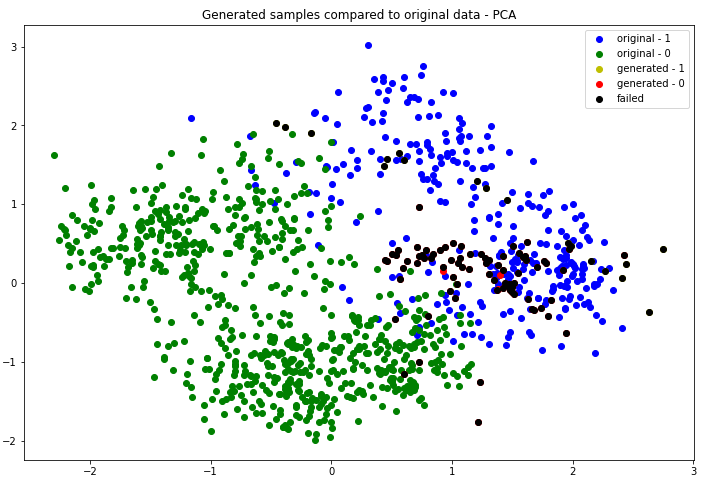 Generated samples compared to original data - PCA
original - 1
original - 0
generated - 1
generated - 0
failed
3
2
1
0
−1
−2
−2
−1
0
1
2
3